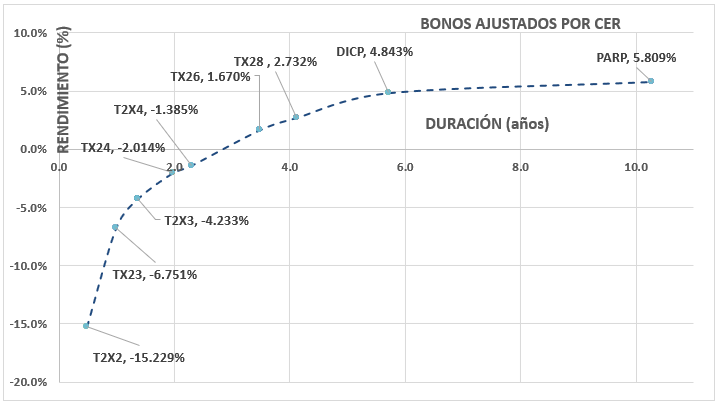 BONOS AJUSTADOS POR CER
RENDIMIENTO (%)
10.0%
5.0%
0.0%
-5.0%
-10.0%
-15.0%
-20.0%
0.0
2.0
4.0
6.0
8.0
10.0
DURACIÓN (años)
T2X2, -15.229%
TX23, -6.751%
T2X3, -4.233%
TX24, -2.014%
T2X4, -1.385%
TX26, 1.670%
TX28 , 2.732%
DICP, 4.843%
PARP, 5.809%